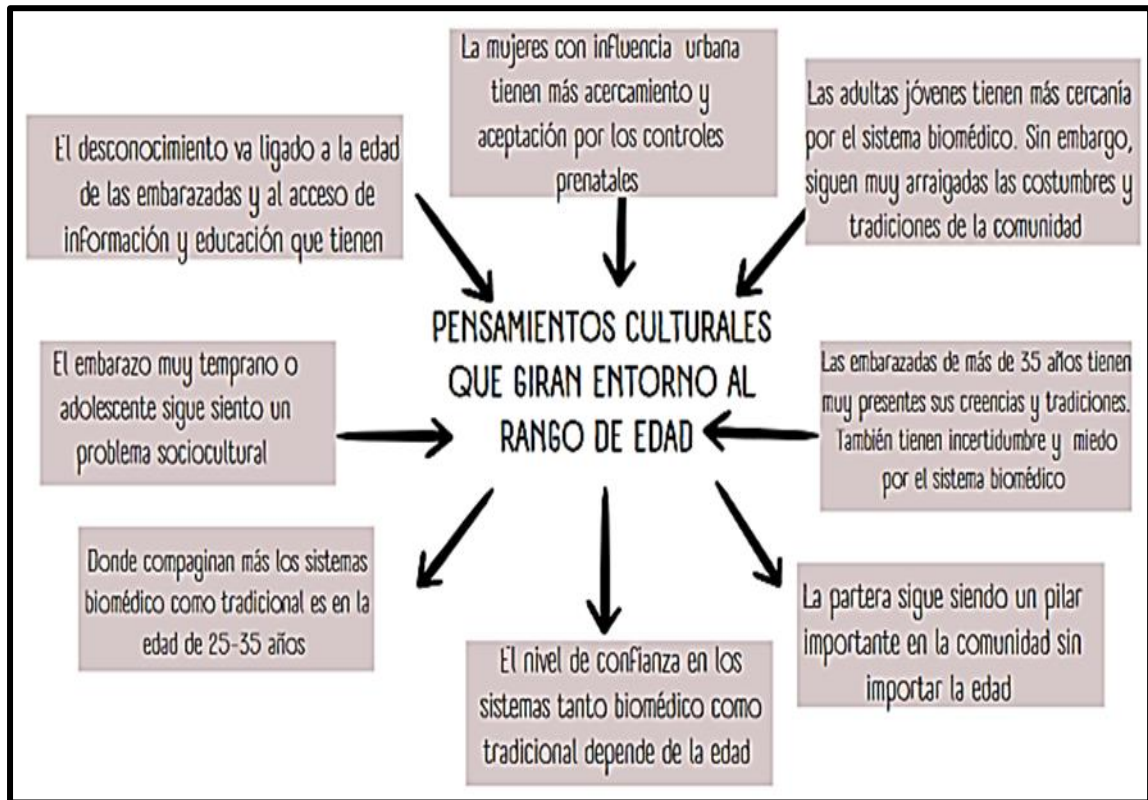 La mujeres con influencia urbana
tienen más acercamiento y
aceptación por los controles
prenatales
El desconocimiento va ligado a la edad
de las embarazadas y al acceso de
información y educación que tienen
Las adultas jóvenes tienen más cercanía
por el sistema biomédico. Sin embargo,
siguen muy arraigadas las costumbres y
tradiciones de la comunidad
PENSAMIENTOS CULTURALES
QUE GIRAN ENTORNO AL
RANGO DE EDAD
El embarazo muy temprano o
adolescente sigue siento un
problema sociocultural
Las embarazadas de más de 35 años tienen
muy presentes sus creencias y tradiciones.
También tienen incertidumbre y miedo
por el sistema biomédico
Donde compaginan más los sistemas
biomédico como tradicional es en la
edad de 25-35 años
El nivel de confianza en los
sistemas tanto biomédico como
tradicional depende de la edad
La partera sigue siendo un pilar
importante en la comunidad sin
importar la edad